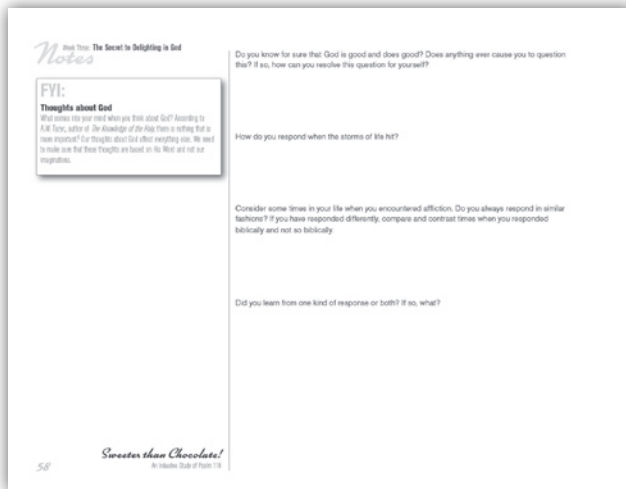 Week Three: The Secret to Delighting in God
Notes
FYI:
Thoughts about God
What comes into your mind when you think about God? According to
A.W. Tozer, author of The Knowledge of the Holy, there is nothing that is
more important! Our thoughts about God affect everything else. We need
to make sure that these thoughts are based on His Word and not our
imaginations.
Do you know for sure that God is good and does good? Does anything ever cause you to question
this? If so, how can you resolve this question for yourself?
How do you respond when the storms of life hit?
Consider some times in your life when you encountered affliction. Do you always respond in similar
fashions? If you have responded differently, compare and contrast times when you responded
biblically and not so biblically.
Did you learn from one kind of response or both? If so, what?
58
Sweeter than Chocolate!
An Inductive Study of Psalm 119